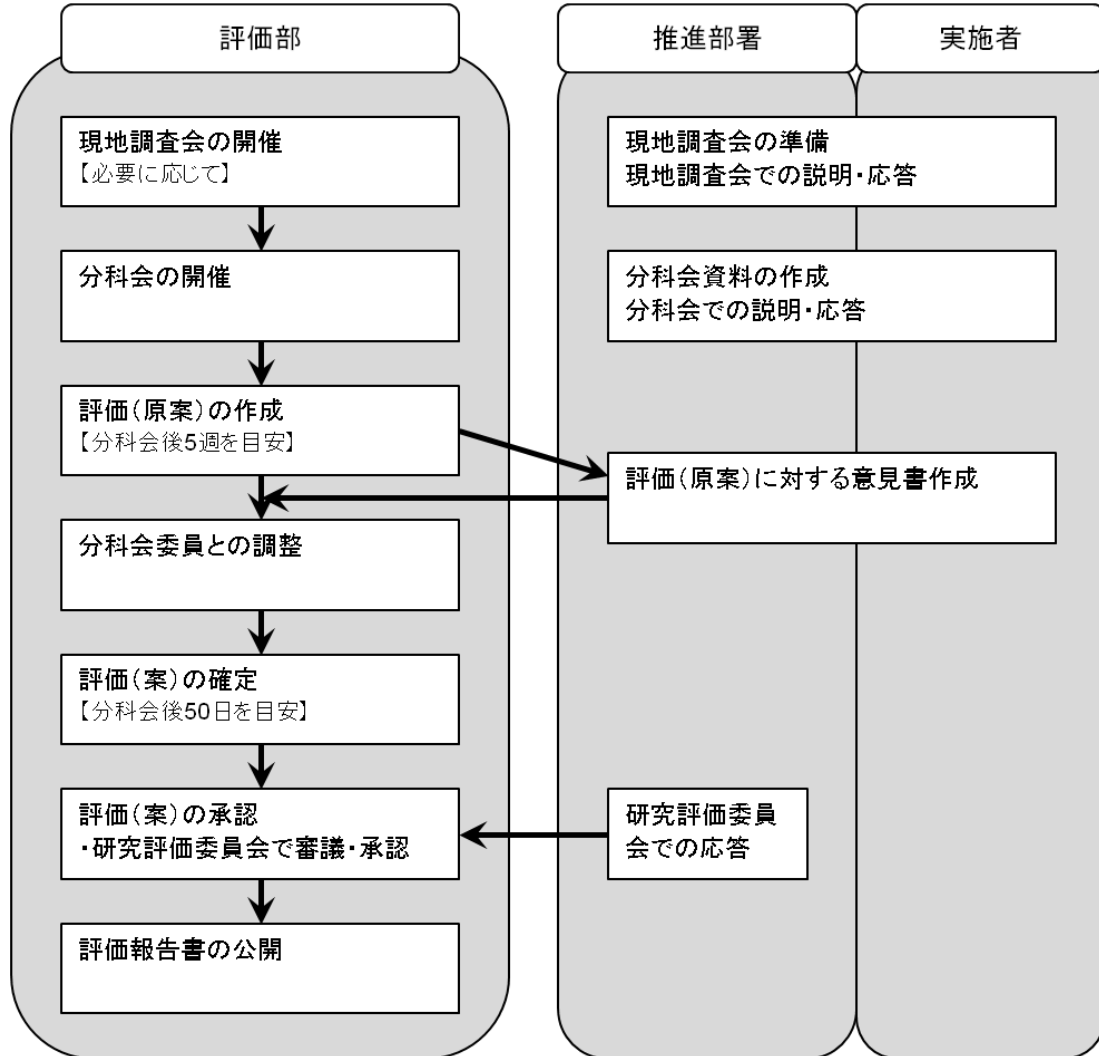 評価部
推進部署
実施者
現地調査会の開催
【必要に応じて】
現地調査会の準備
現地調査会での説明・応答
分科会の開催
分科会資料の作成
分科会での説明・応答
評価(原案)の作成
【分科会後5週を目安】
評価(原案)に対する意見書作成
分科会委員との調整
評価(案)の確定
【分科会後50日を目安】
評価(案)の承認
・研究評価委員会で審議・承認
研究評価委員
会での応答
評価報告書の公開